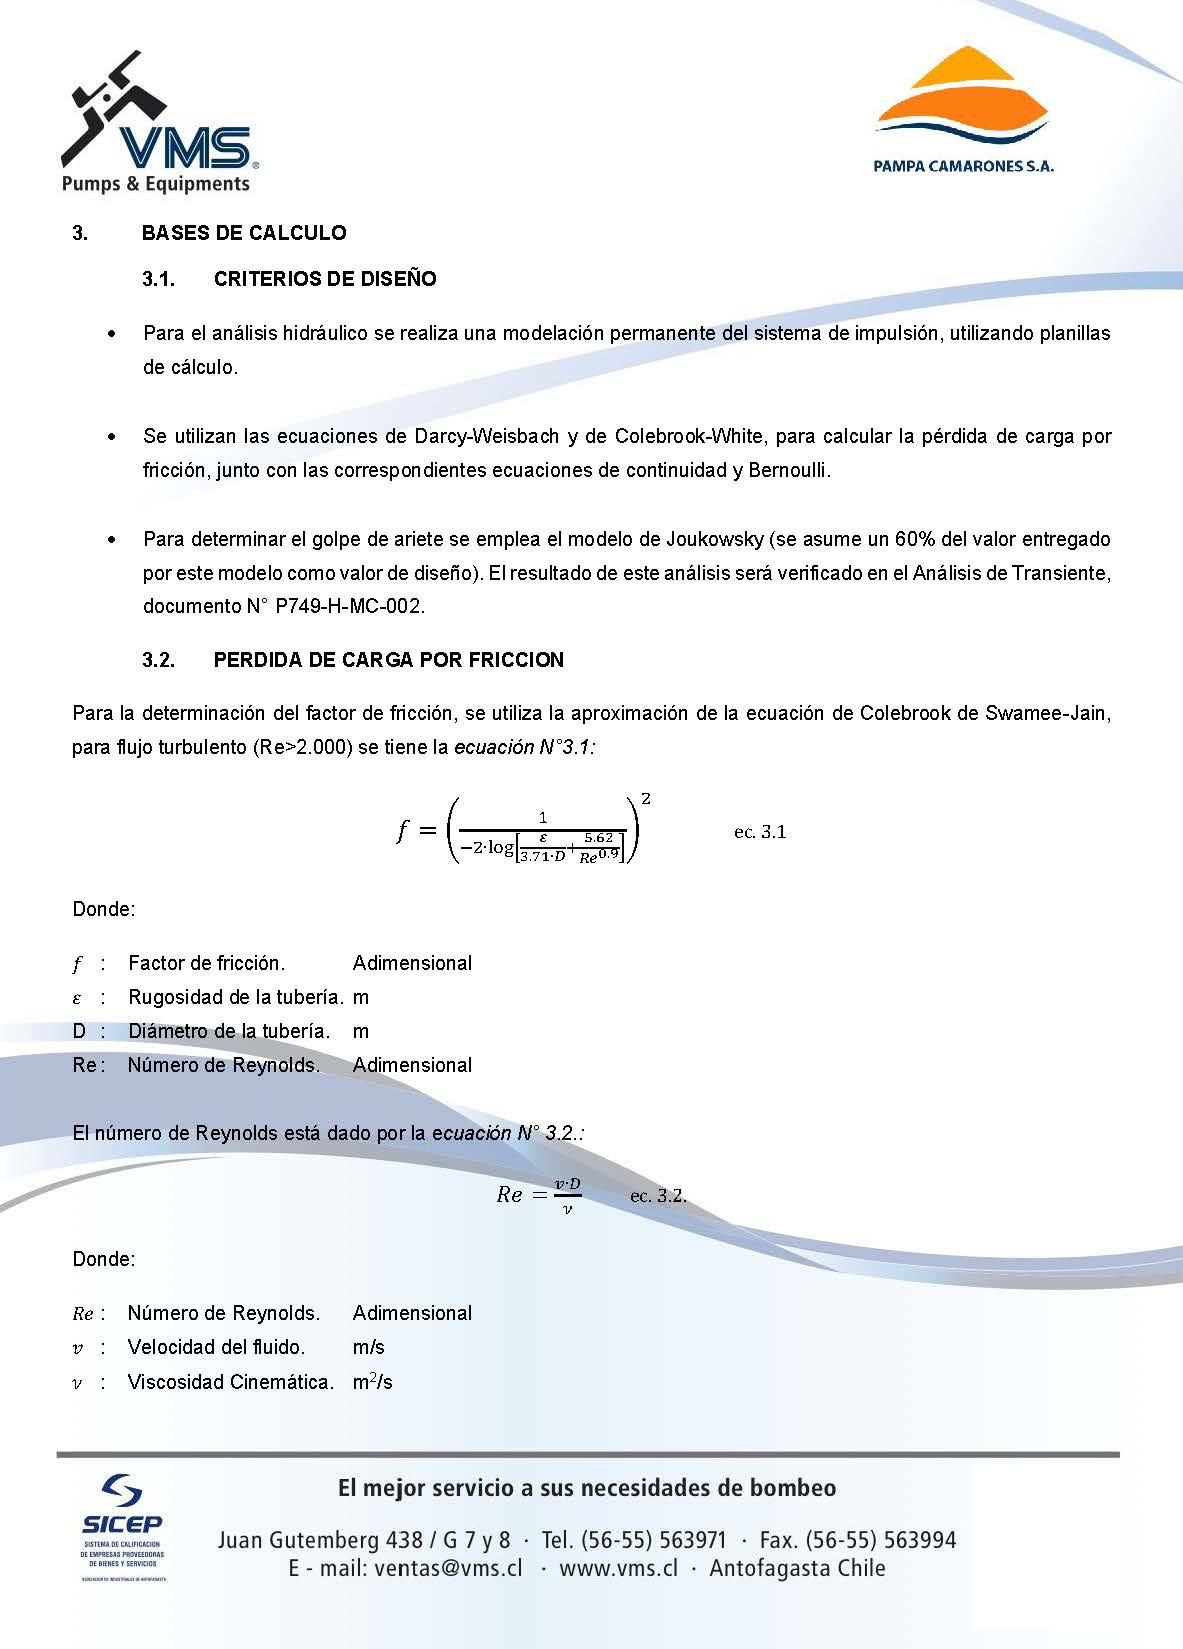 VMS®
Pumps & Equipments
PAMPA CAMARONES S.A.
3. BASES DE CALCULO
3.1. CRITERIOS DE DISEÑO
• Para el análisis hidráulico se realiza una modelación permanente del sistema de impulsión, utilizando planillas
de cálculo.
• Se utilizan las ecuaciones de Darcy-Weisbach y de Colebrook-White, para calcular la pérdida de carga por
fricción, junto con las correspondientes ecuaciones de continuidad y Bernoulli.
• Para determinar el golpe de ariete se emplea el modelo de Joukowsky (se asume un 60% del valor entregado
por este modelo como valor de diseño). El resultado de este análisis será verificado en el Análisis de Transiente,
documento N° P749-H-MC-002.
3.2. PERDIDA DE CARGA POR FRICCION
Para la determinación del factor de fricción, se utiliza la aproximación de la ecuación de Colebrook de Swamee-Jain,
para flujo turbulento (Re>2.000) se tiene la ecuación N°3.1:
f = (1 / (−2·log[ε/(3.71·D) + 5.62/Re^0.9]))^2 ec. 3.1
Donde:
f : Factor de fricción. Adimensional
ε : Rugosidad de la tubería. m
D : Diámetro de la tubería. m
Re : Número de Reynolds. Adimensional
El número de Reynolds está dado por la ecuación N° 3.2.:
Re = v·D / ν ec. 3.2.
Donde:
Re : Número de Reynolds. Adimensional
v : Velocidad del fluido. m/s
ν : Viscosidad Cinemática. m²/s
El mejor servicio a sus necesidades de bombeo
SICEP
SISTEMA DE CALIFICACION
DE EMPRESAS PROVEEDORAS
DE BIENES Y SERVICIOS
ASOCIACION DE INDUSTRIALES DE ANTOFAGASTA
Juan Gutemberg 438 / G 7 y 8 · Tel. (56-55) 563971 · Fax. (56-55) 563994
E - mail: ventas@vms.cl · www.vms.cl · Antofagasta Chile